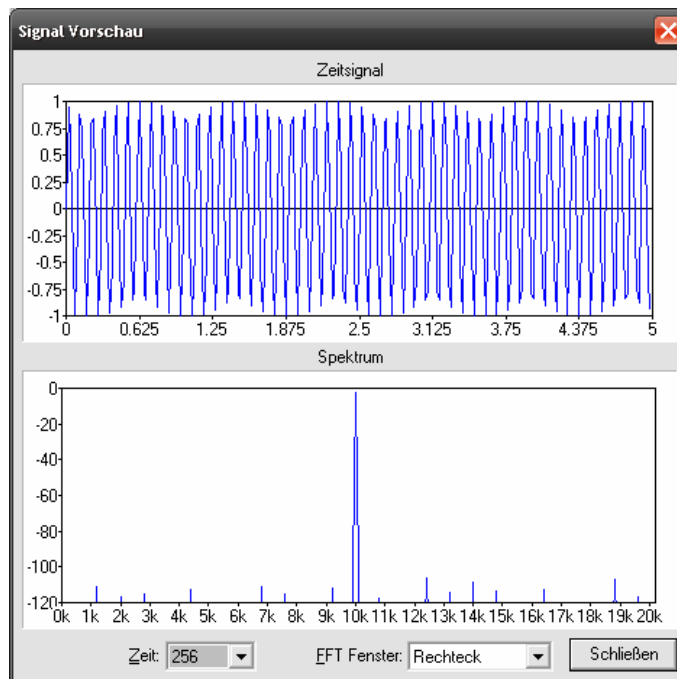 Signal Vorschau
Zeitsignal
1
0.75
0.5
0.25
0
-0.25
-0.5
-0.75
-1
0 0.625 1.25 1.875 2.5 3.125 3.75 4.375 5
Spektrum
0
-20
-40
-60
-80
-100
-120
0k 1k 2k 3k 4k 5k 6k 7k 8k 9k 10k 11k 12k 13k 14k 15k 16k 17k 18k 19k 20k
Zeit: 256 FFT Fenster: Rechteck Schließen